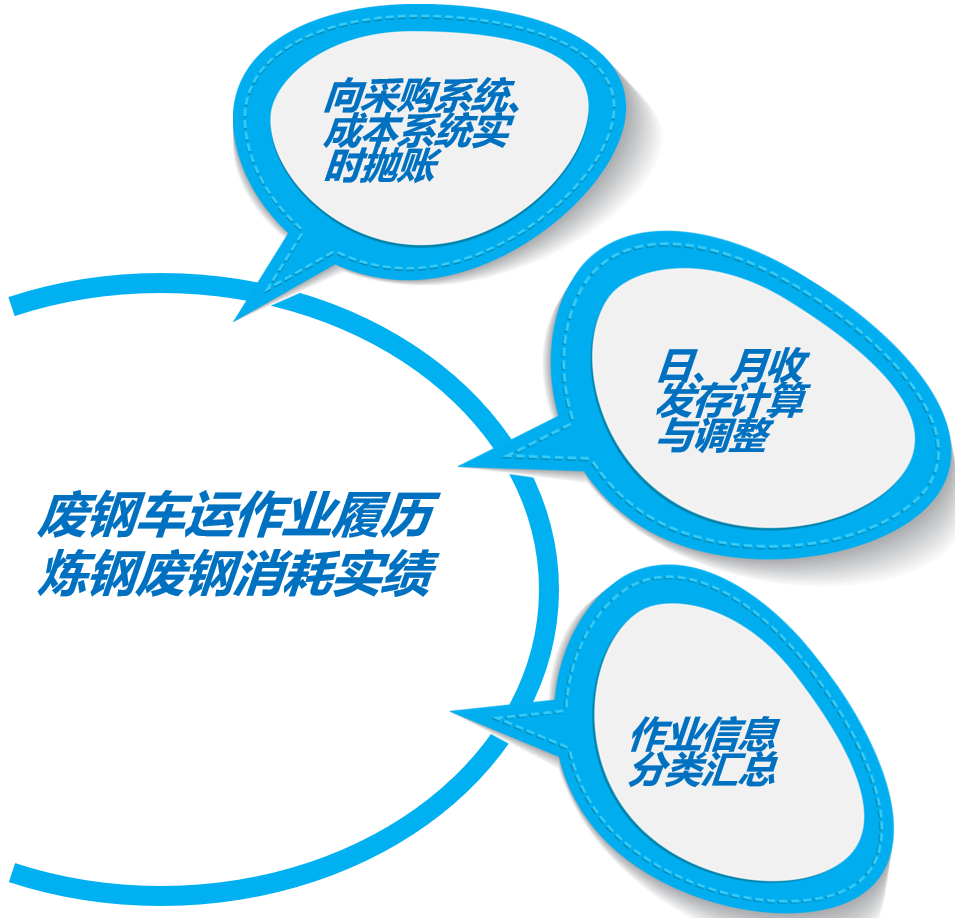 向采购系统、
成本系统实
时抛账
日、月收
发存计算
与调整
废钢车运作业履历
炼钢废钢消耗实绩
作业信息
分类汇总